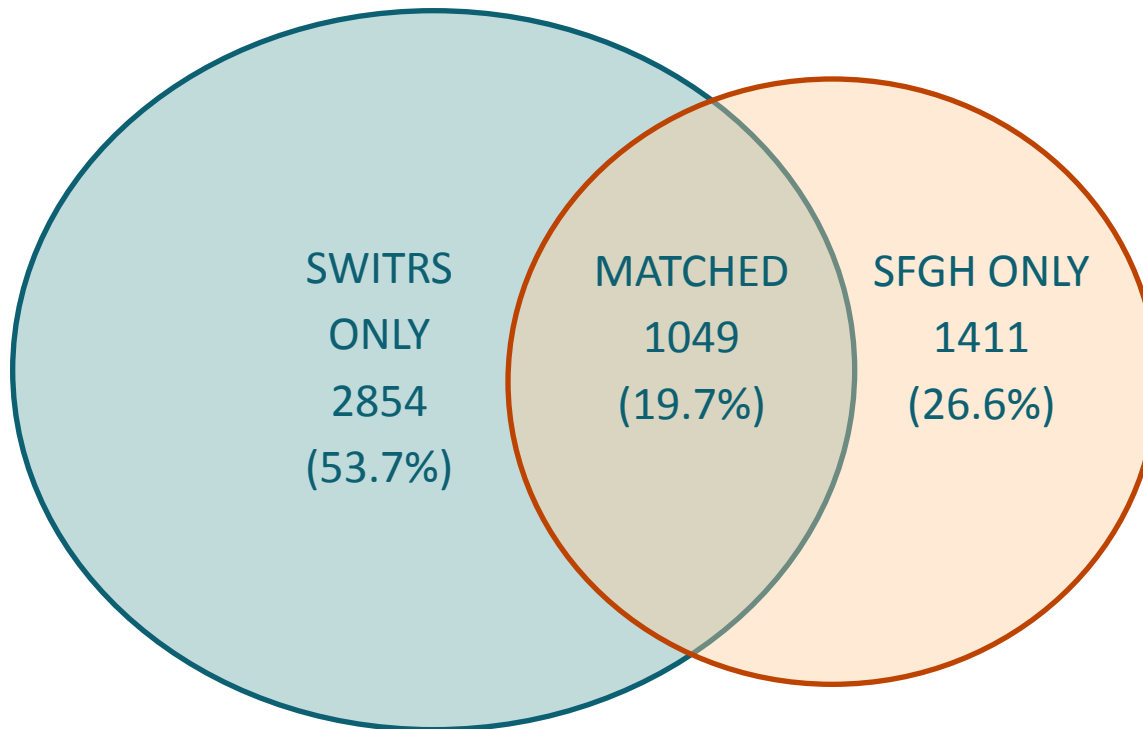 SWITRS
ONLY
2854
(53.7%)
MATCHED
1049
(19.7%)
SFGH ONLY
1411
(26.6%)